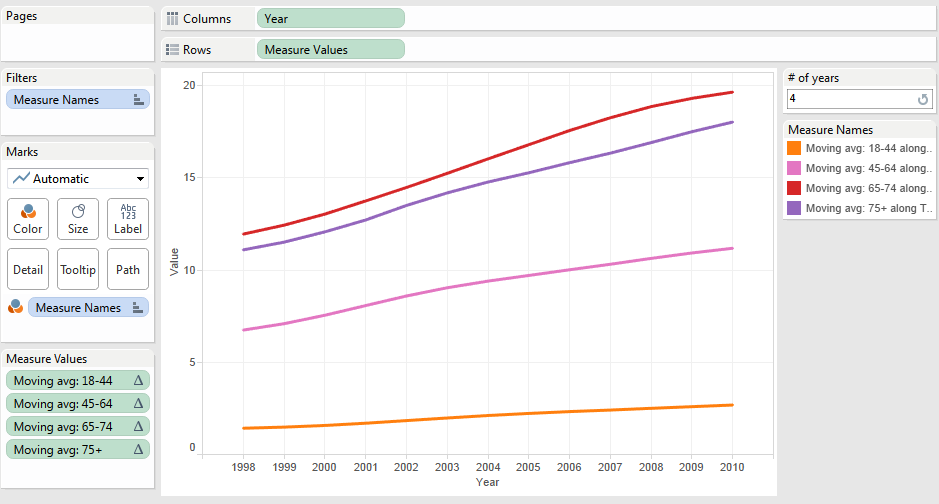 Pages
Columns
Year
Rows
Measure Values
Filters
Measure Names
Marks
Automatic
Color
Size
Abc
123
Label
Detail
Tooltip
Path
Measure Names
Measure Values
Moving avg: 18-44 Δ
Moving avg: 45-64 Δ
Moving avg: 65-74 Δ
Moving avg: 75+ Δ
20
15
10
5
0
Value
1998 1999 2000 2001 2002 2003 2004 2005 2006 2007 2008 2009 2010
Year
# of years
4
Measure Names
Moving avg: 18-44 along..
Moving avg: 45-64 along..
Moving avg: 65-74 along..
Moving avg: 75+ along T..